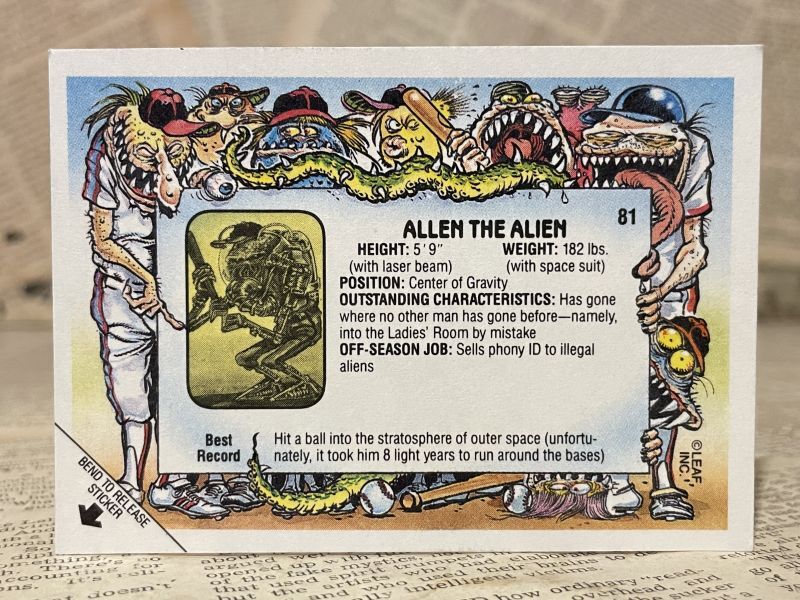 81
ALLEN THE ALIEN
HEIGHT: 5'9" WEIGHT: 182 lbs.
(with laser beam) (with space suit)
POSITION: Center of Gravity
OUTSTANDING CHARACTERISTICS: Has gone
where no other man has gone before—namely,
into the Ladies' Room by mistake
OFF-SEASON JOB: Sells phony ID to illegal
aliens
Best Record
Hit a ball into the stratosphere of outer space (unfortu-
nately, it took him 8 light years to run around the bases)
BEND TO RELEASE
STICKER
©LEAF
INC.